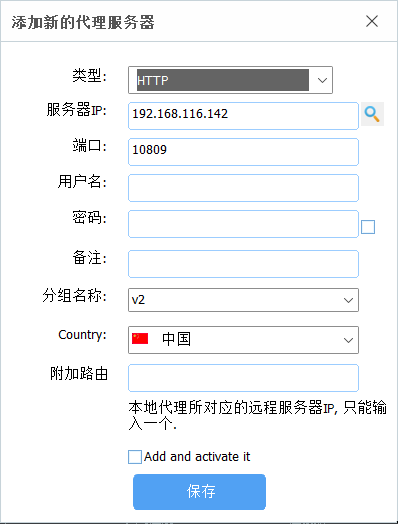 添加新的代理服务器
类型:
HTTP
服务器IP:
192.168.116.142
端口:
10809
用户名:
密码:
备注:
分组名称:
v2
Country:
中国
附加路由
本地代理所对应的远程服务器IP, 只能输
入一个.
Add and activate it
保存